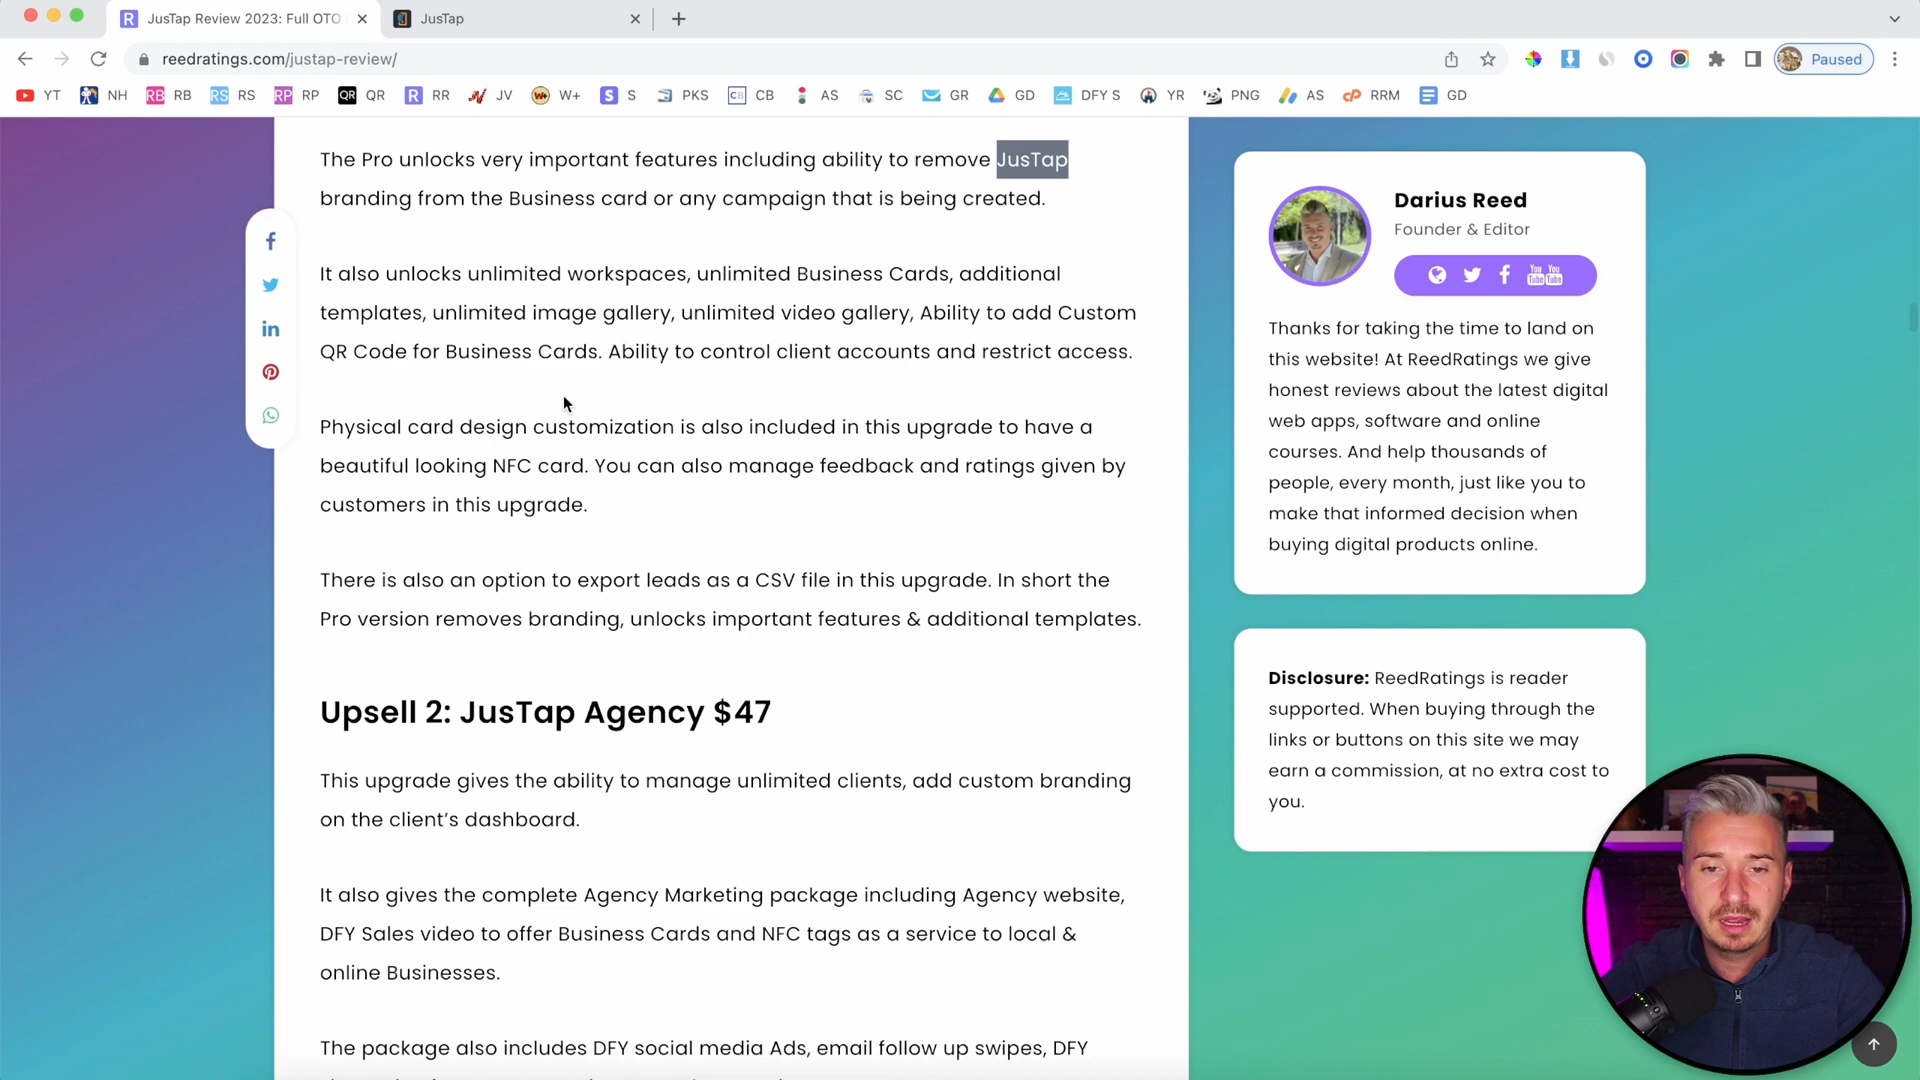 JusTap Review 2023: Full OTO
JusTap
reedratings.com/justap-review/
Paused
YT NH RB RS RP QR RR JV W+ S PKS CB AS SC GR GD DFY S YR PNG AS RRM GD
The Pro unlocks very important features including ability to remove JusTap
branding from the Business card or any campaign that is being created.
It also unlocks unlimited workspaces, unlimited Business Cards, additional
templates, unlimited image gallery, unlimited video gallery, Ability to add Custom
QR Code for Business Cards. Ability to control client accounts and restrict access.
Physical card design customization is also included in this upgrade to have a
beautiful looking NFC card. You can also manage feedback and ratings given by
customers in this upgrade.
There is also an option to export leads as a CSV file in this upgrade. In short the
Pro version removes branding, unlocks important features & additional templates.
Upsell 2: JusTap Agency $47
This upgrade gives the ability to manage unlimited clients, add custom branding
on the client’s dashboard.
It also gives the complete Agency Marketing package including Agency website,
DFY Sales video to offer Business Cards and NFC tags as a service to local &
online Businesses.
The package also includes DFY social media Ads, email follow up swipes, DFY
Darius Reed
Founder & Editor
Thanks for taking the time to land on
this website! At ReedRatings we give
honest reviews about the latest digital
web apps, software and online
courses. And help thousands of
people, every month, just like you to
make that informed decision when
buying digital products online.
Disclosure: ReedRatings is reader
supported. When buying through the
links or buttons on this site we may
earn a commission, at no extra cost to
you.